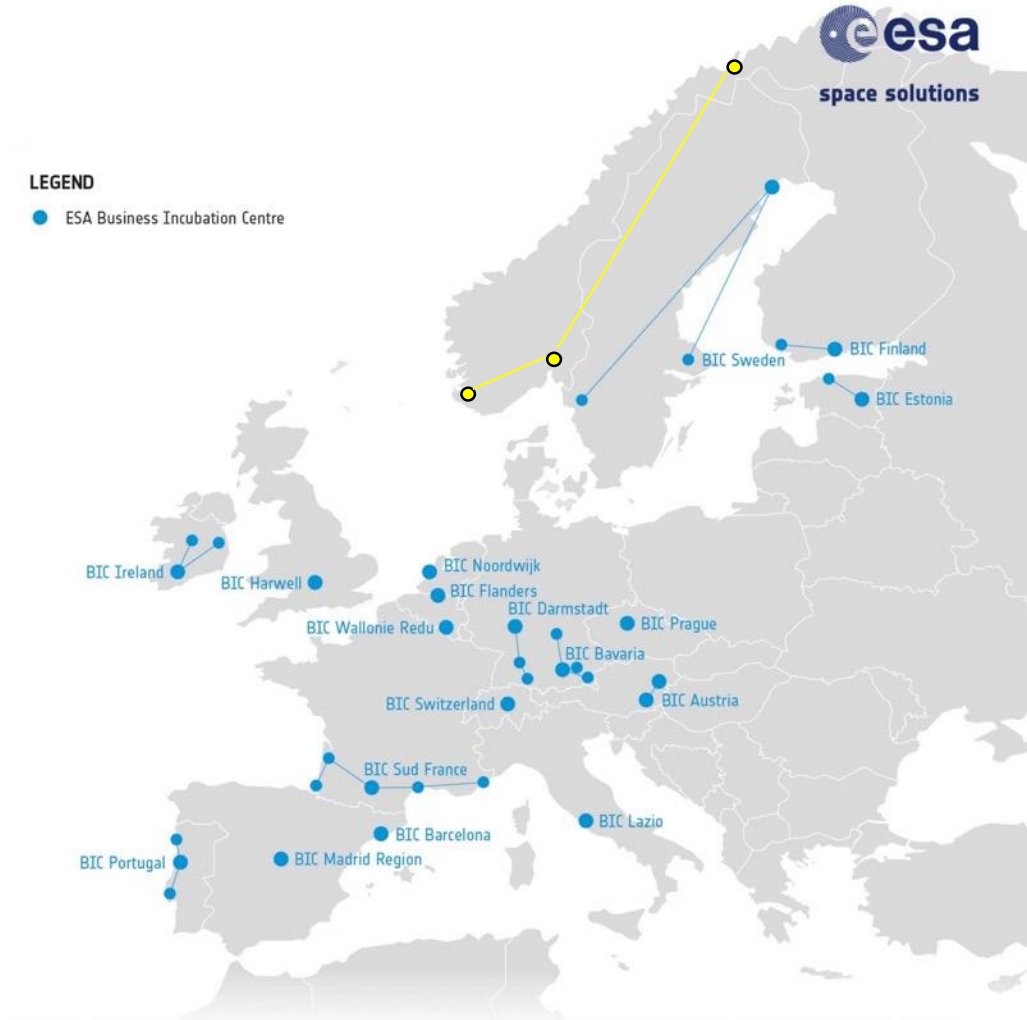 esa
space solutions
LEGEND
ESA Business Incubation Centre
BIC Sweden
BIC Finland
BIC Estonia
BIC Ireland
BIC Harwell
BIC Noordwijk
BIC Flanders
BIC Darmstadt
BIC Wallonie Redu
BIC Prague
BIC Bavaria
BIC Switzerland
BIC Austria
BIC Sud France
BIC Lazio
BIC Barcelona
BIC Portugal
BIC Madrid Region